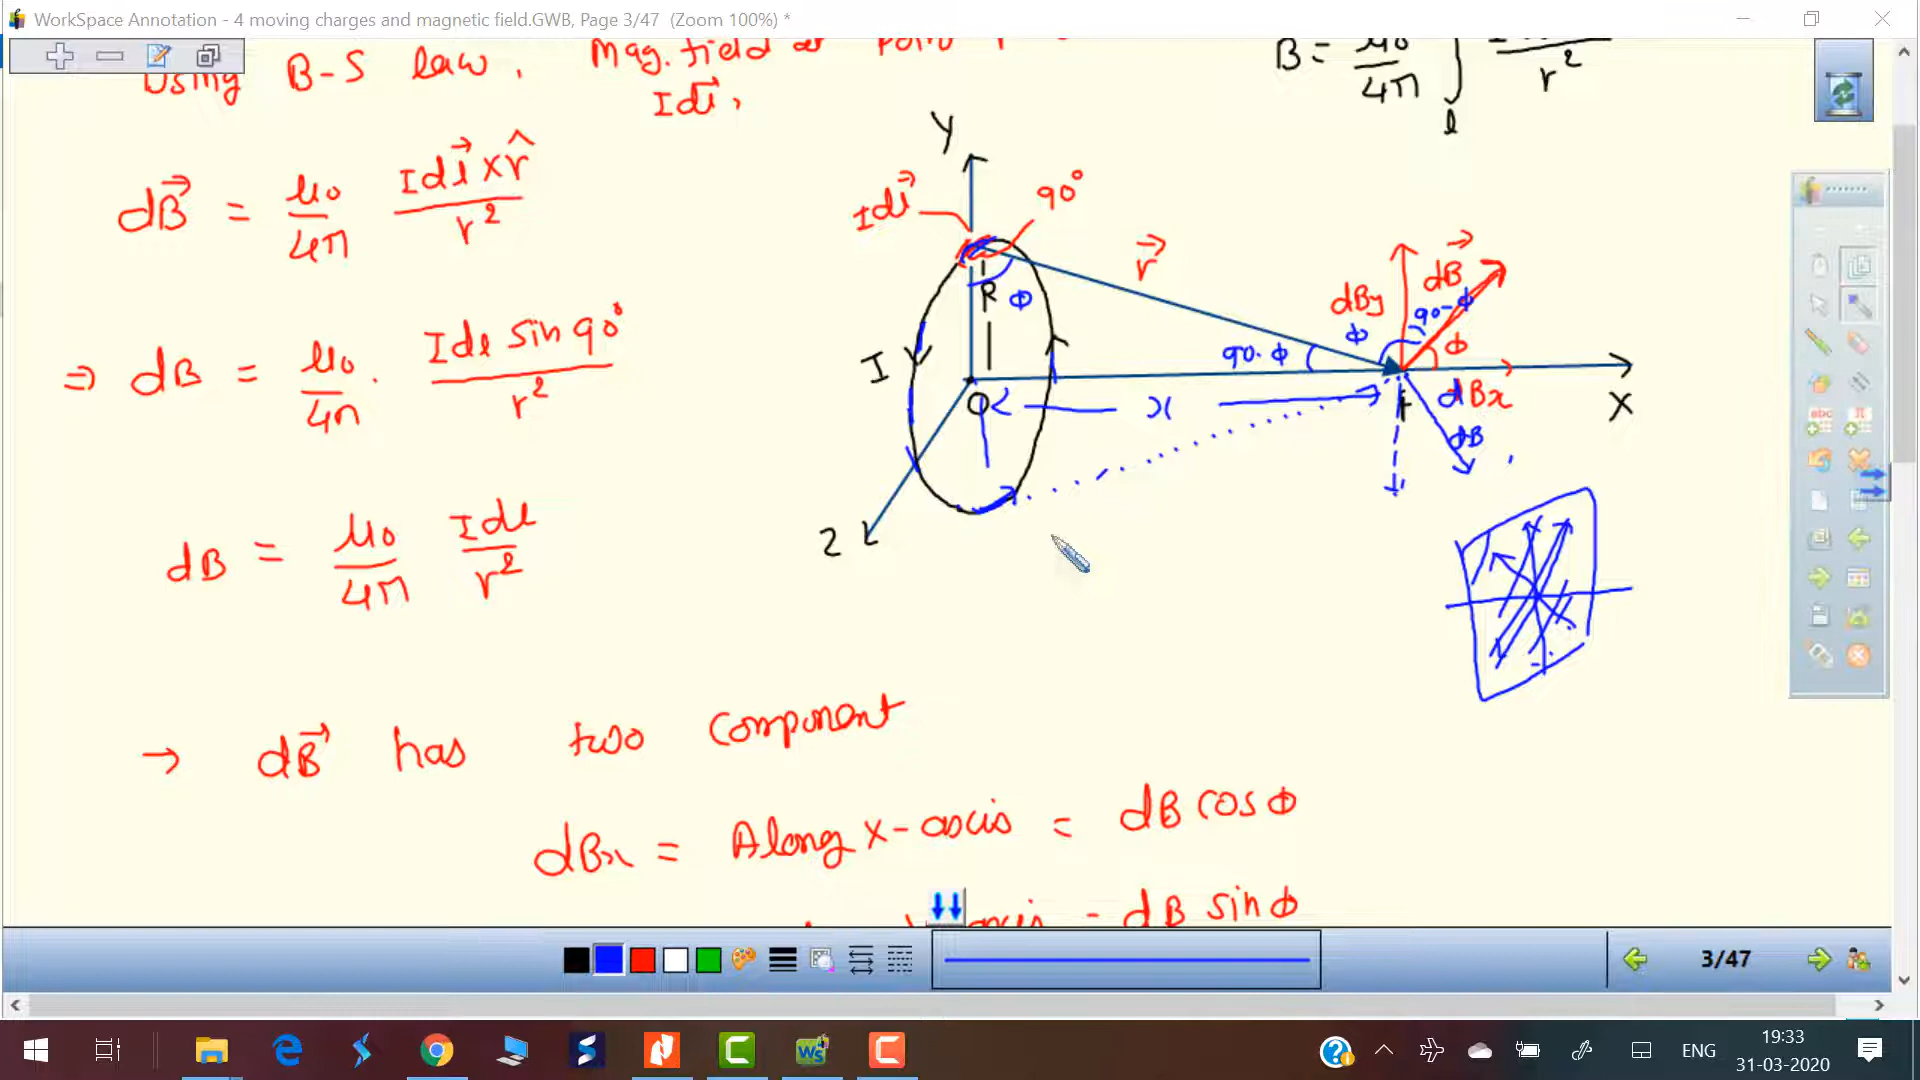 WorkSpace Annotation - 4 moving charges and magnetic field.GWB, Page 3/47 (Zoom 100%) *
Using B-S law, Mag. field at Point
Idl⃗,
B = μ₀/4π ∫l r²
dB⃗ = μ₀/4π Idl⃗ × r̂/r²
⇒ dB = μ₀/4π . Idl sin 90°/r²
dB = μ₀/4π Idl/r²
Y
Idl⃗
90°
r⃗
R
Φ
I
O
x
90-Φ
Φ
dBy
dB⃗
90-Φ
Φ
dBx
dB
X
Z
→ dB⃗ has two component
dBx = Along x-axis = dB cos Φ
axis = dB sin Φ
3/47
ENG
19:33
31-03-2020